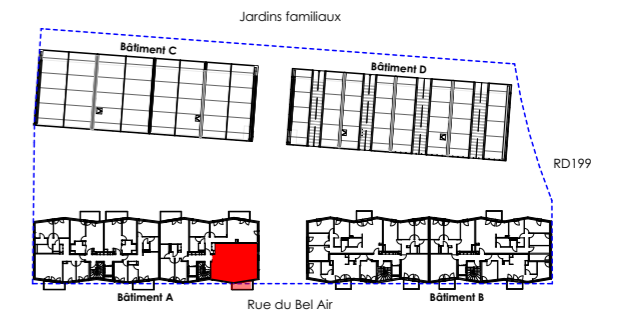 Jardins familiaux
Bâtiment C
Bâtiment D
RD199
Bâtiment A
Rue du Bel Air
Bâtiment B